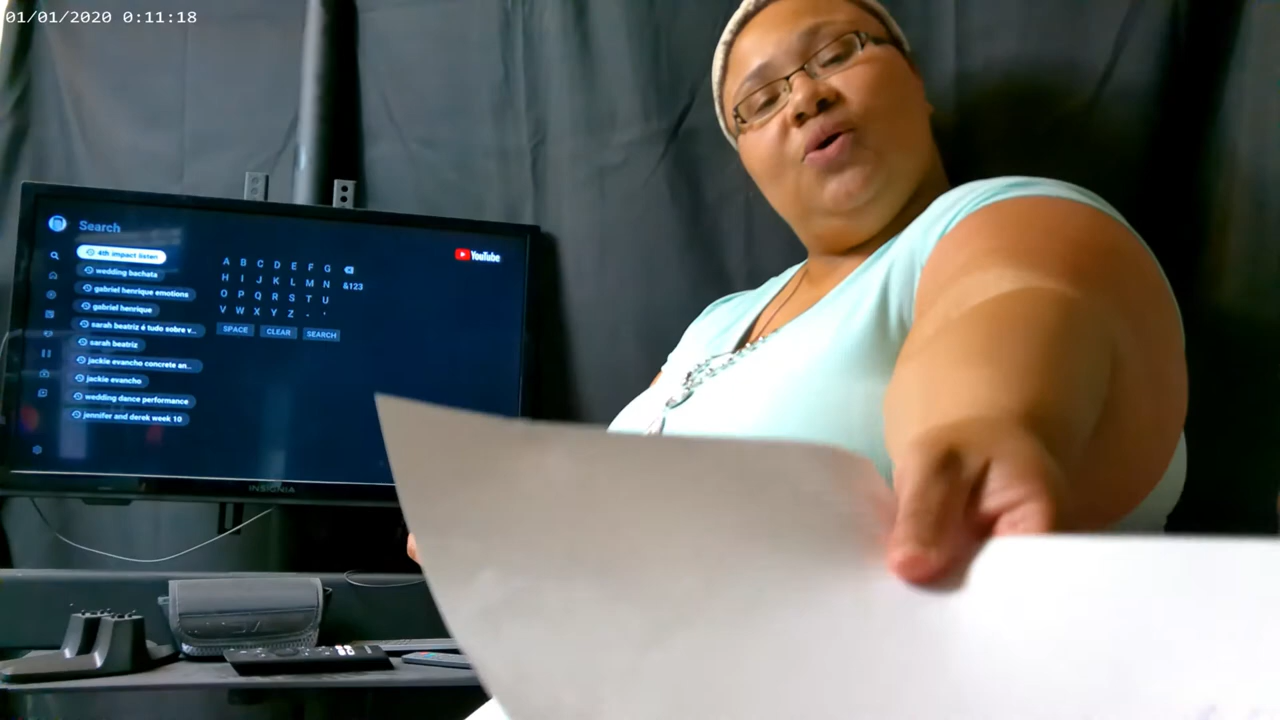 01/01/2020 0:11:18
Search
YouTube
4th impact listen
wedding bachata
gabriel henrique emotions
gabriel henrique
sarah beatriz é tudo sobre v...
sarah beatriz
jackie evancho concrete an...
jackie evancho
wedding dance performance
jennifer and derek week 10
A B C D E F G
H I J K L M N &123
O P Q R S T U
V W X Y Z - '
SPACE CLEAR SEARCH
INSIGNIA